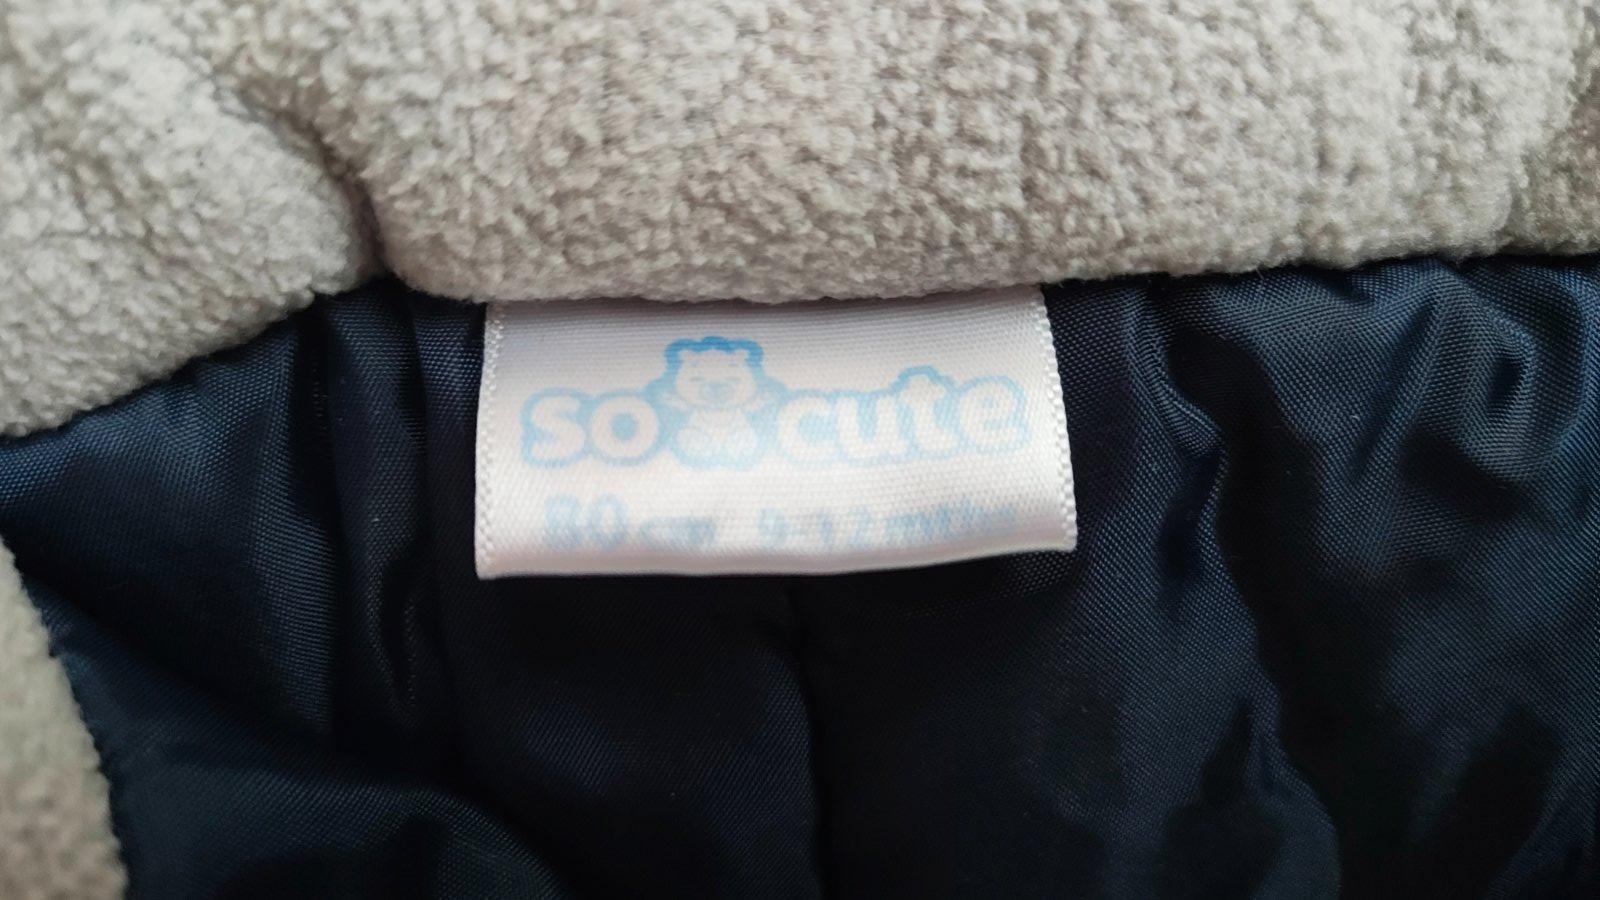 so cute
80 cm 9-12 mths